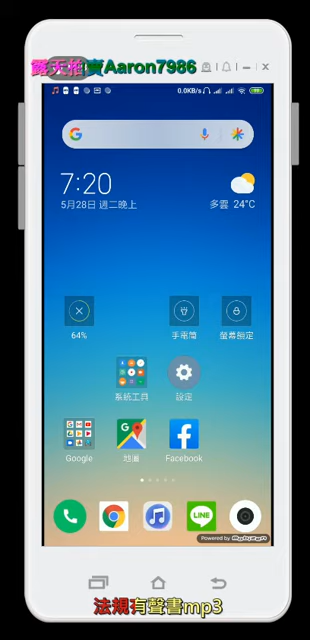 露天拍賣Aaron7986
0.0KB/s
7:20
5月28日 週二晚上
多雲 24°C
64%
手電筒
螢幕鎖定
系統工具
設定
Google
地圖
Facebook
LINE
Powered by
法規有聲書mp3